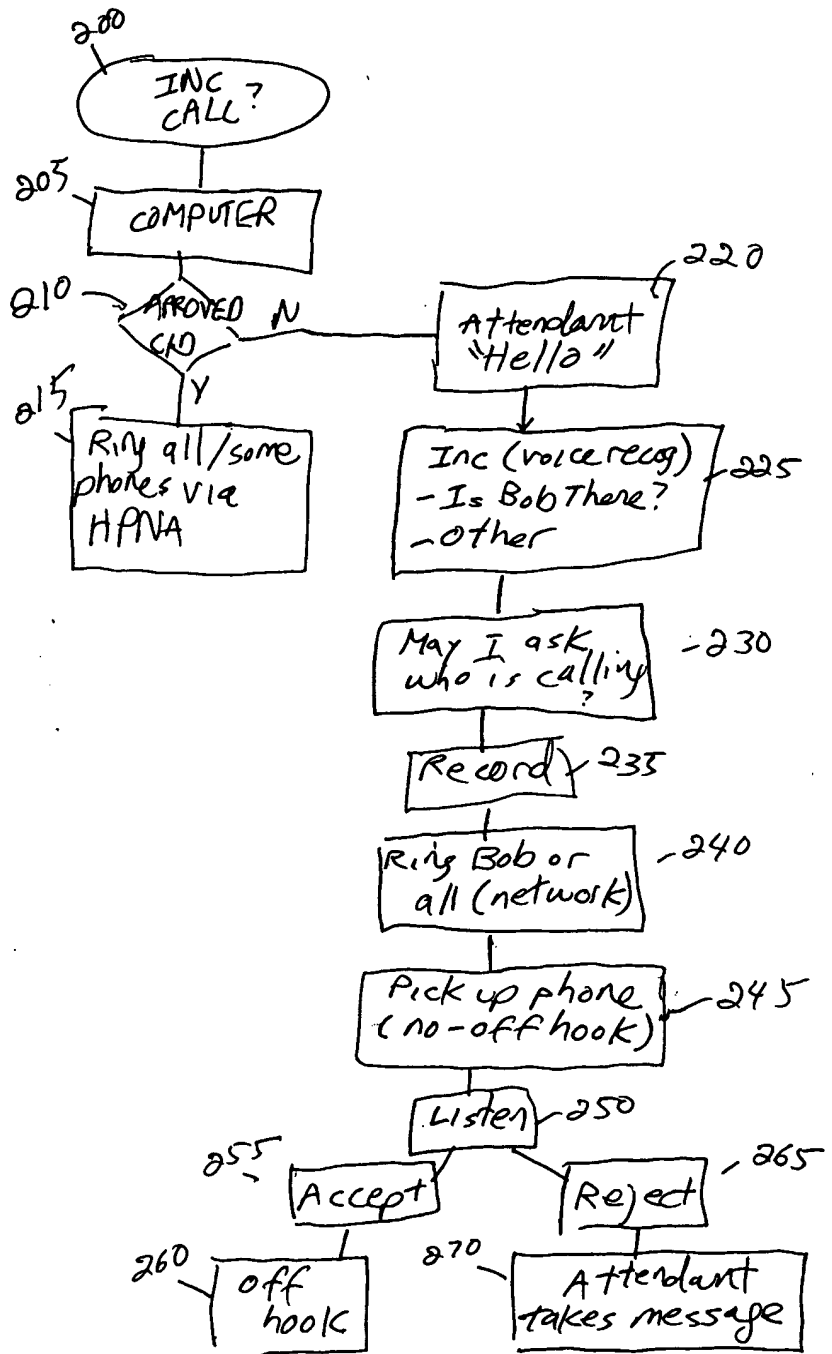 200
INC
CALL?
205
COMPUTER
210
APROVED
CID
N
Y
215
Ring all/some
phones via
HPNA
220
Attendant
"Hello"
225
Inc (voice recog)
- Is Bob There?
- Other
230
May I ask
who is calling
?
Record
235
Ring Bob or
all (network)
240
Pick up phone
(no-off hook)
245
Listen
250
255
Accept
260
off
hook
265
Reject
270
Attendant
takes message